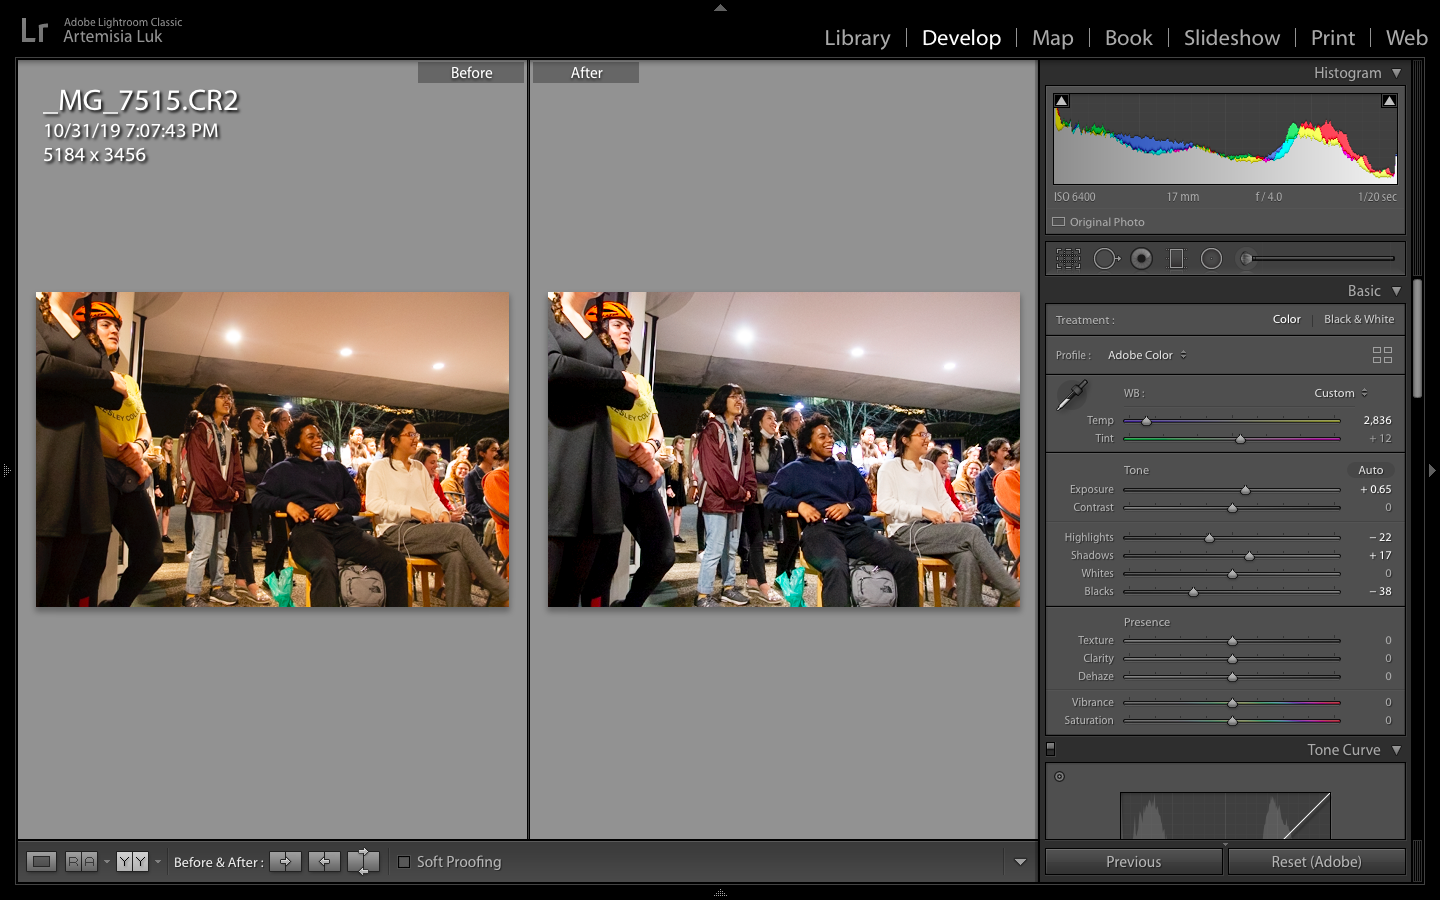 Lr
Adobe Lightroom Classic
Artemisia Luk
Library | Develop | Map | Book | Slideshow | Print | Web
Before
After
_MG_7515.CR2
10/31/19 7:07:43 PM
5184 x 3456
Histogram
ISO 6400 17 mm f / 4.0 1/20 sec
Original Photo
Basic
Treatment : Color | Black & White
Profile : Adobe Color
WB : Custom
Temp 2,836
Tint + 12
Tone Auto
Exposure + 0.65
Contrast 0
Highlights – 22
Shadows + 17
Whites 0
Blacks – 38
Presence
Texture 0
Clarity 0
Dehaze 0
Vibrance 0
Saturation 0
Tone Curve
R A Y Y Before & After : Soft Proofing
Previous Reset (Adobe)